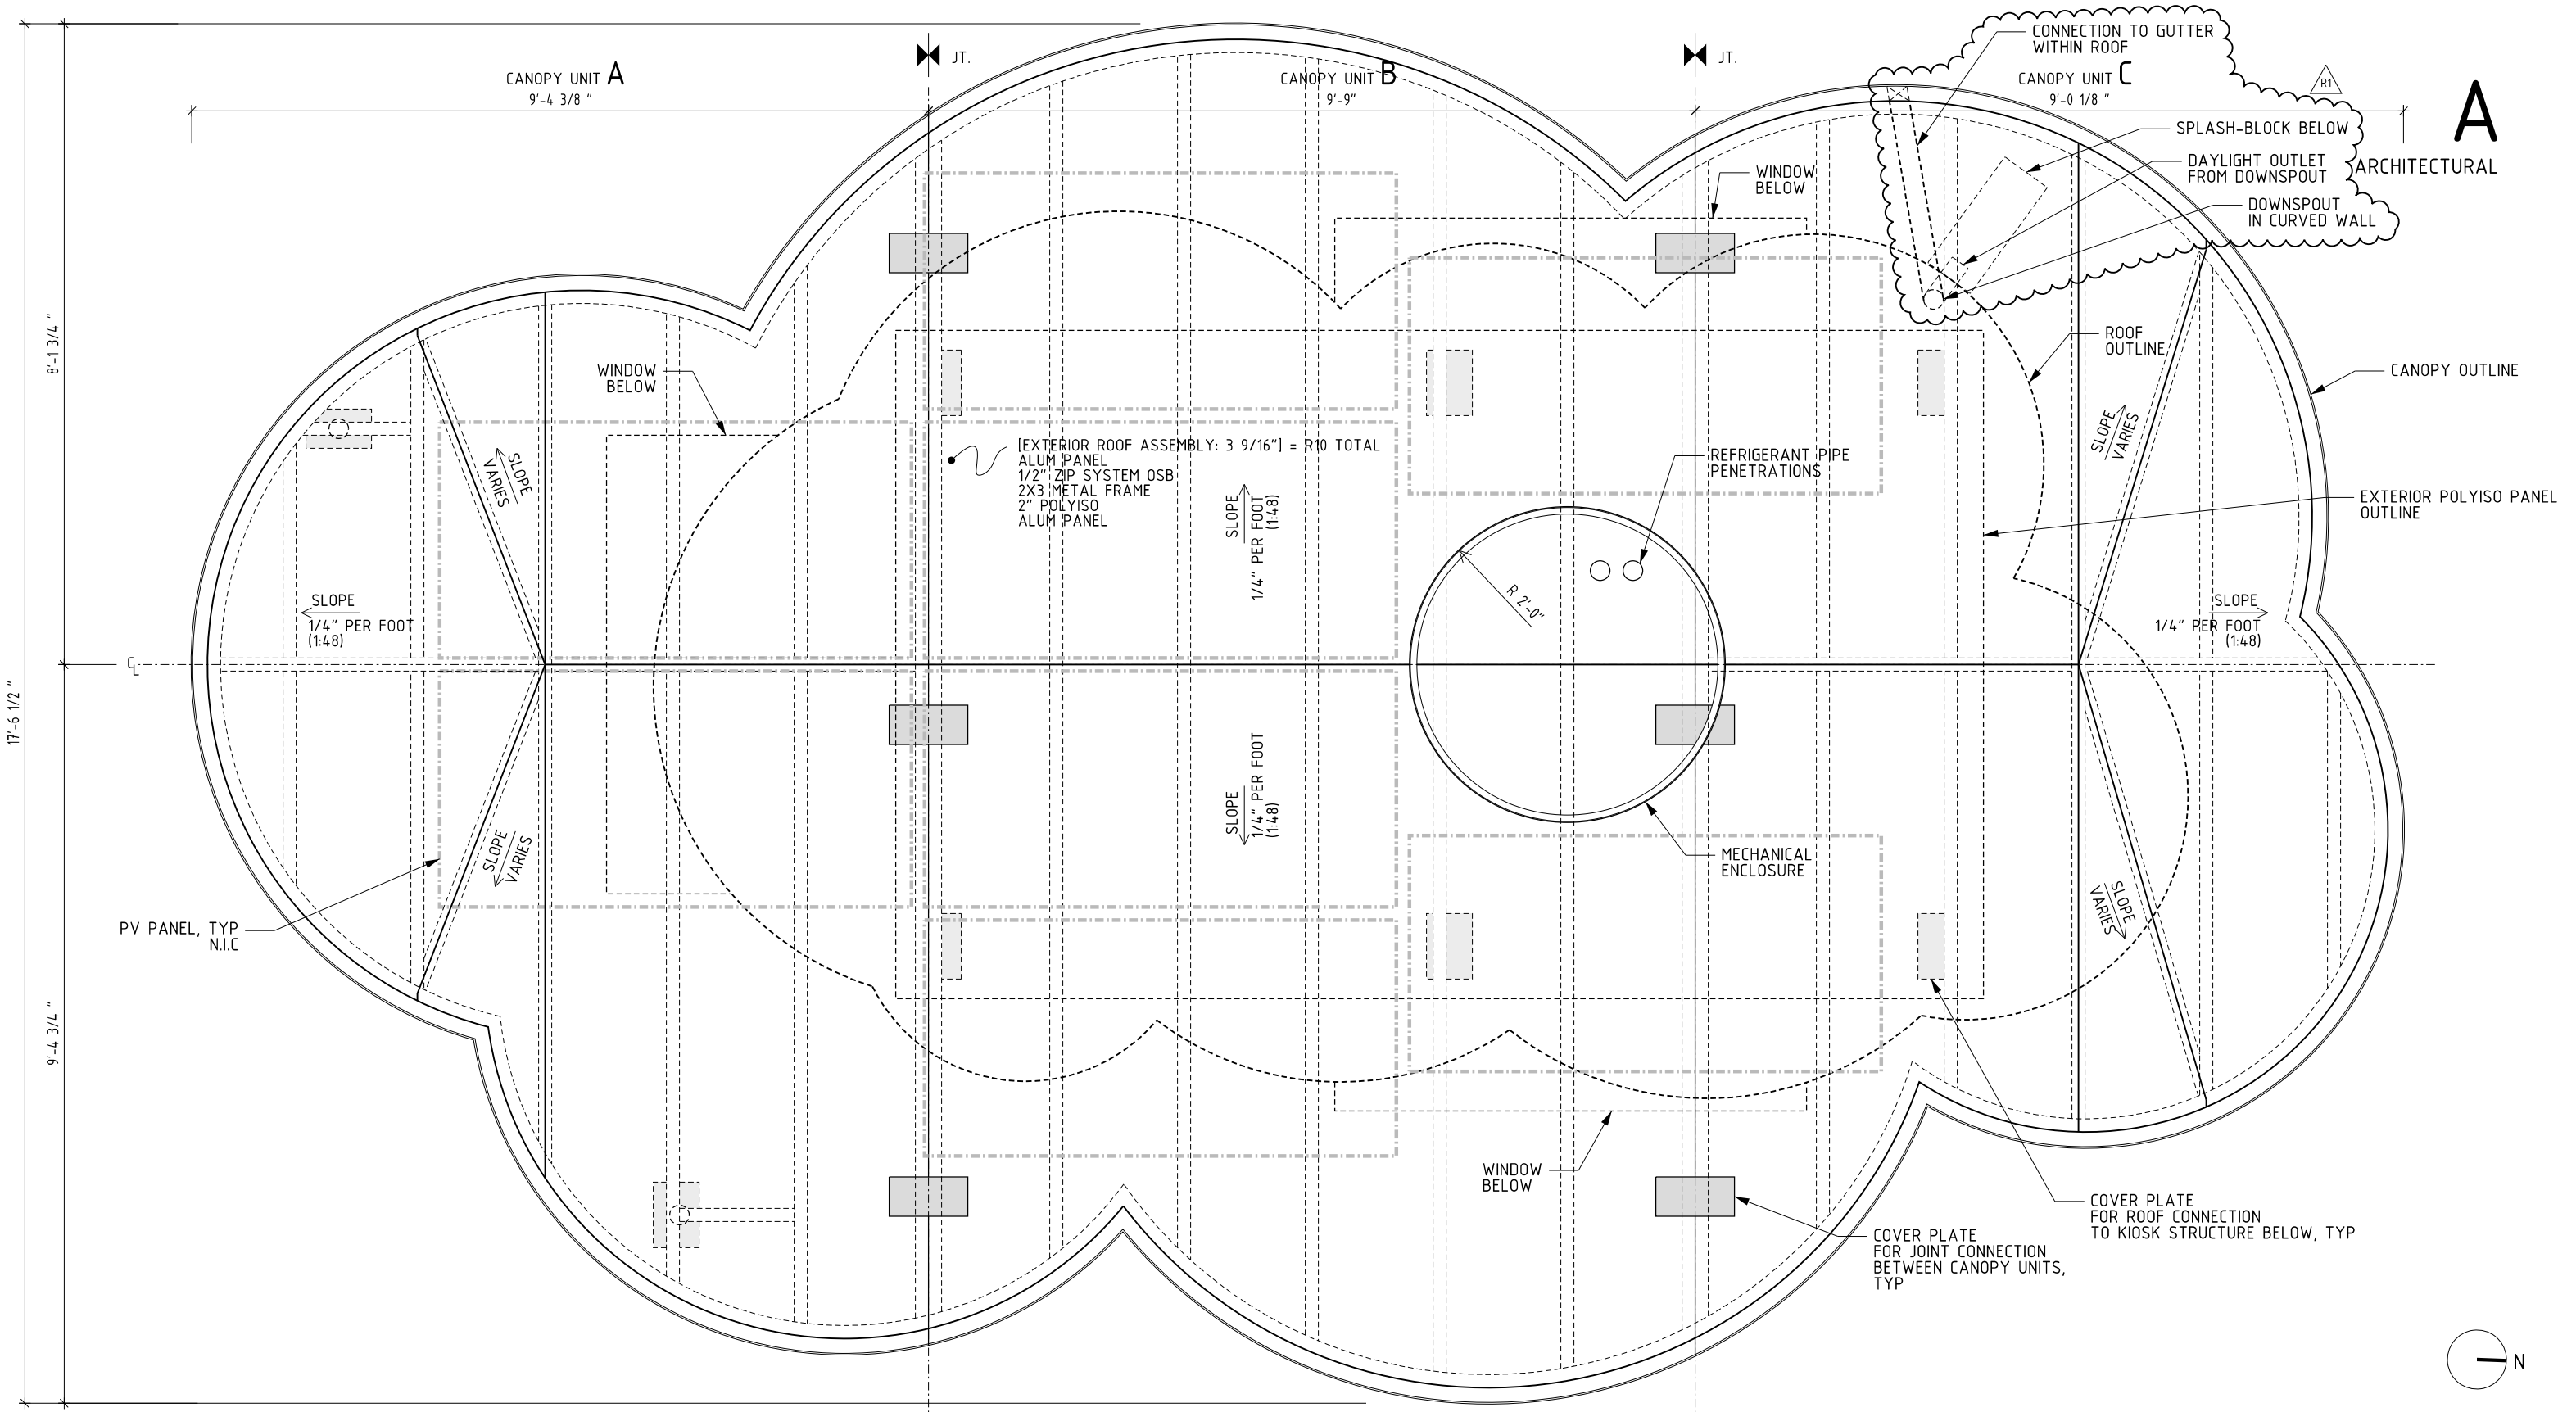 CONNECTION TO GUTTER
WITHIN ROOF
JT.
JT.
CANOPY UNIT A
9'-4 3/8 "
CANOPY UNIT B
9'-9"
CANOPY UNIT C
9'-0 1/8 "
R1
A
ARCHITECTURAL
SPLASH-BLOCK BELOW
DAYLIGHT OUTLET
FROM DOWNSPOUT
DOWNSPOUT
IN CURVED WALL
WINDOW
BELOW
8'-1 3/4 "
ROOF
OUTLINE
CANOPY OUTLINE
WINDOW
BELOW
SLOPE
VARIES
[EXTERIOR ROOF ASSEMBLY: 3 9/16"] = R10 TOTAL
ALUM PANEL
1/2" ZIP SYSTEM OSB
2X3 METAL FRAME
2" POLYISO
ALUM PANEL
SLOPE
1/4" PER FOOT
(1:48)
REFRIGERANT PIPE
PENETRATIONS
SLOPE
VARIES
EXTERIOR POLYISO PANEL
OUTLINE
R 2'-0"
SLOPE
1/4" PER FOOT
(1:48)
SLOPE
1/4" PER FOOT
(1:48)
CL
17'-6 1/2 "
SLOPE
1/4" PER FOOT
(1:48)
SLOPE
VARIES
MECHANICAL
ENCLOSURE
SLOPE
VARIES
PV PANEL, TYP
N.I.C
9'-4 3/4 "
WINDOW
BELOW
COVER PLATE
FOR ROOF CONNECTION
TO KIOSK STRUCTURE BELOW, TYP
COVER PLATE
FOR JOINT CONNECTION
BETWEEN CANOPY UNITS,
TYP
N